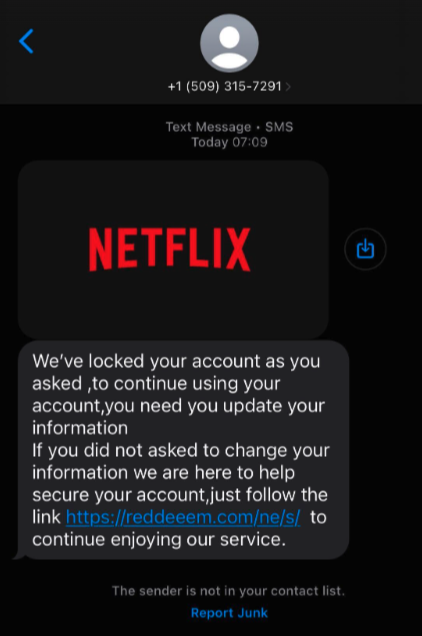 +1 (509) 315-7291
Text Message • SMS
Today 07:09
NETFLIX
We've locked your account as you
asked ,to continue using your
account,you need you update your
information
If you did not asked to change your
information we are here to help
secure your account,just follow the
link https://reddeeem.com/ne/s/ to
continue enjoying our service.
The sender is not in your contact list.
Report Junk